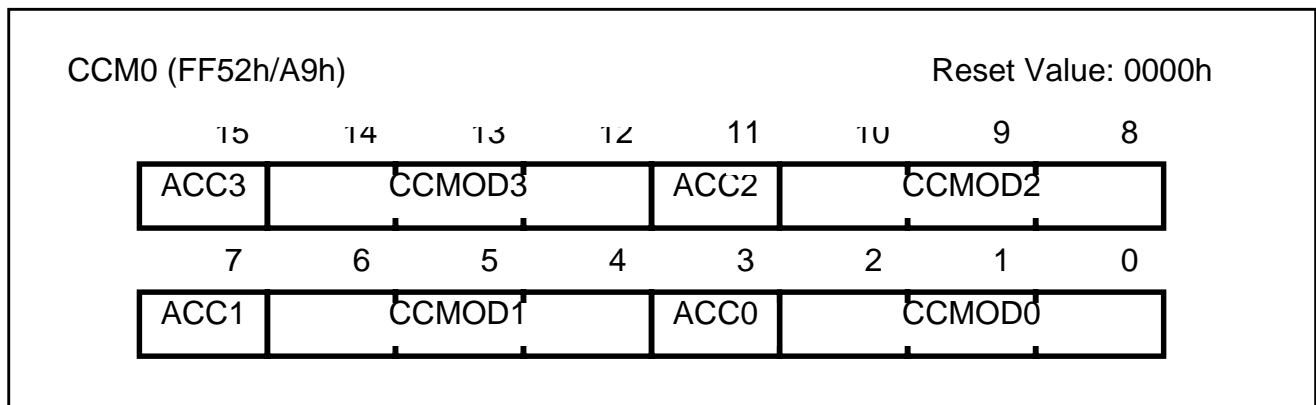 CCM0 (FF52h/A9h) Reset Value: 0000h
15 14 13 12 11 10 9 8
ACC3 CCMOD3 ACC2 CCMOD2
7 6 5 4 3 2 1 0
ACC1 CCMOD1 ACC0 CCMOD0